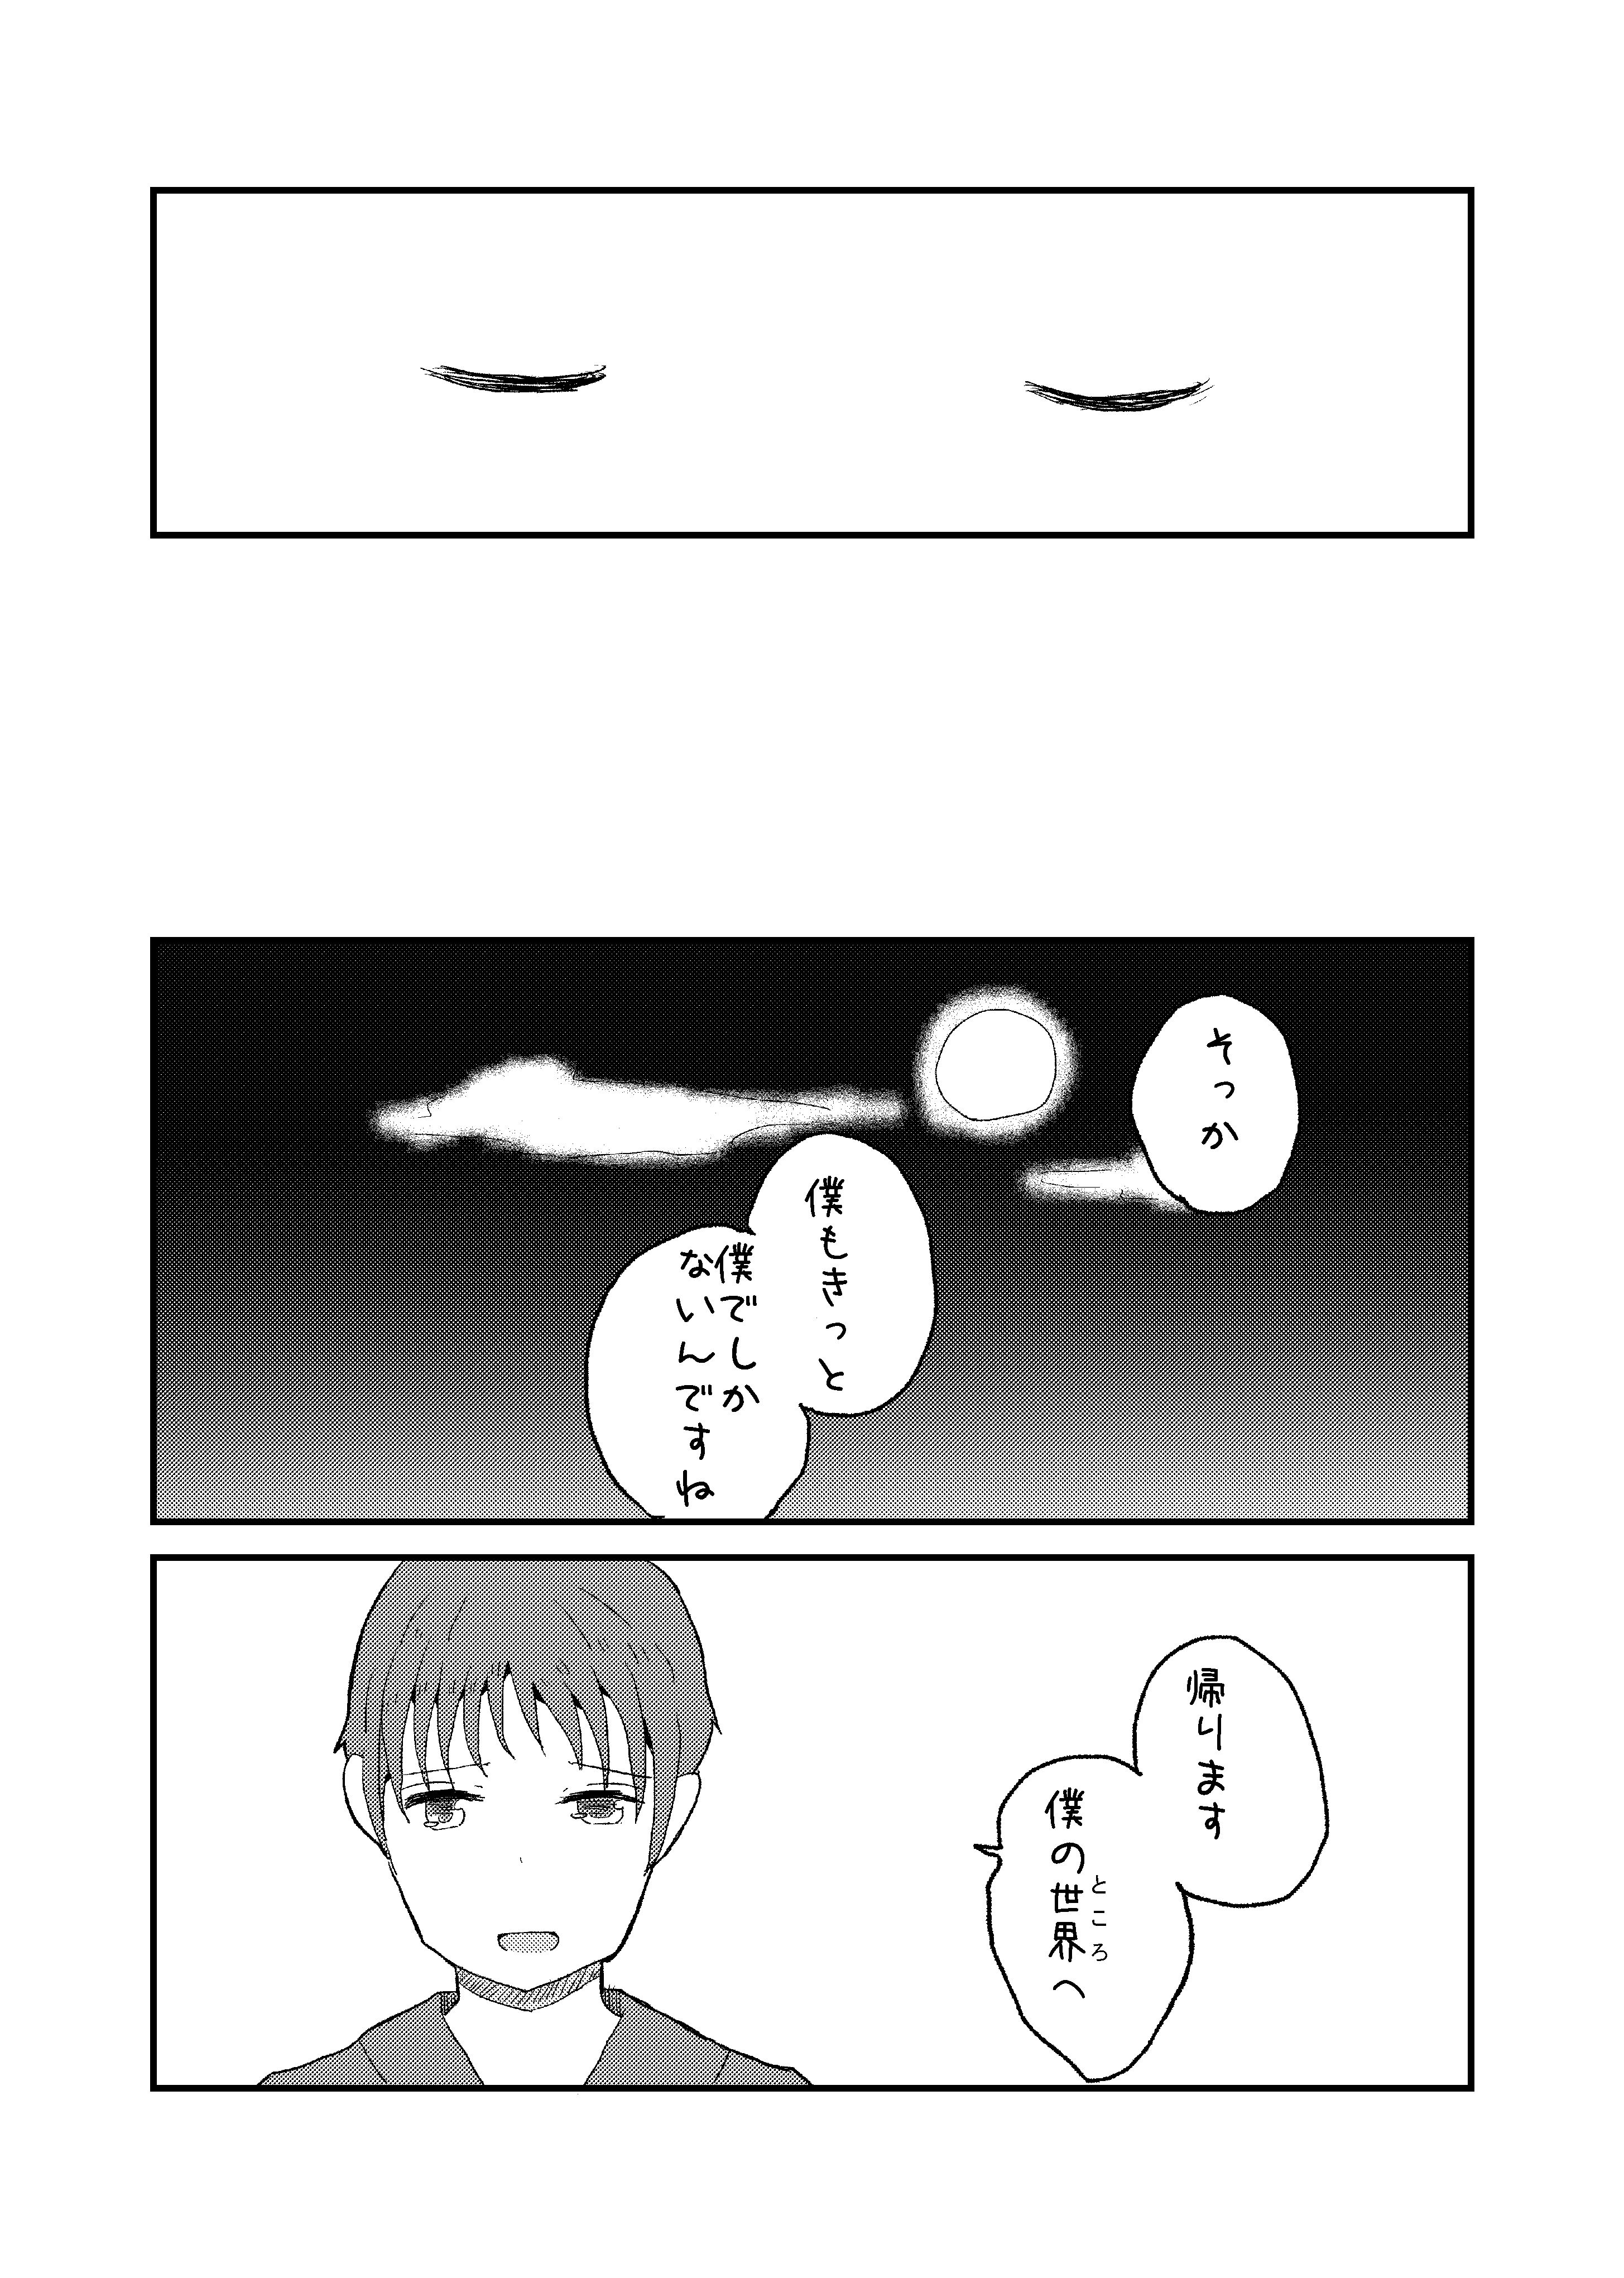 そっか
僕もきっと
僕でしか
ないんですね
帰ります
僕の世界へ
ところ